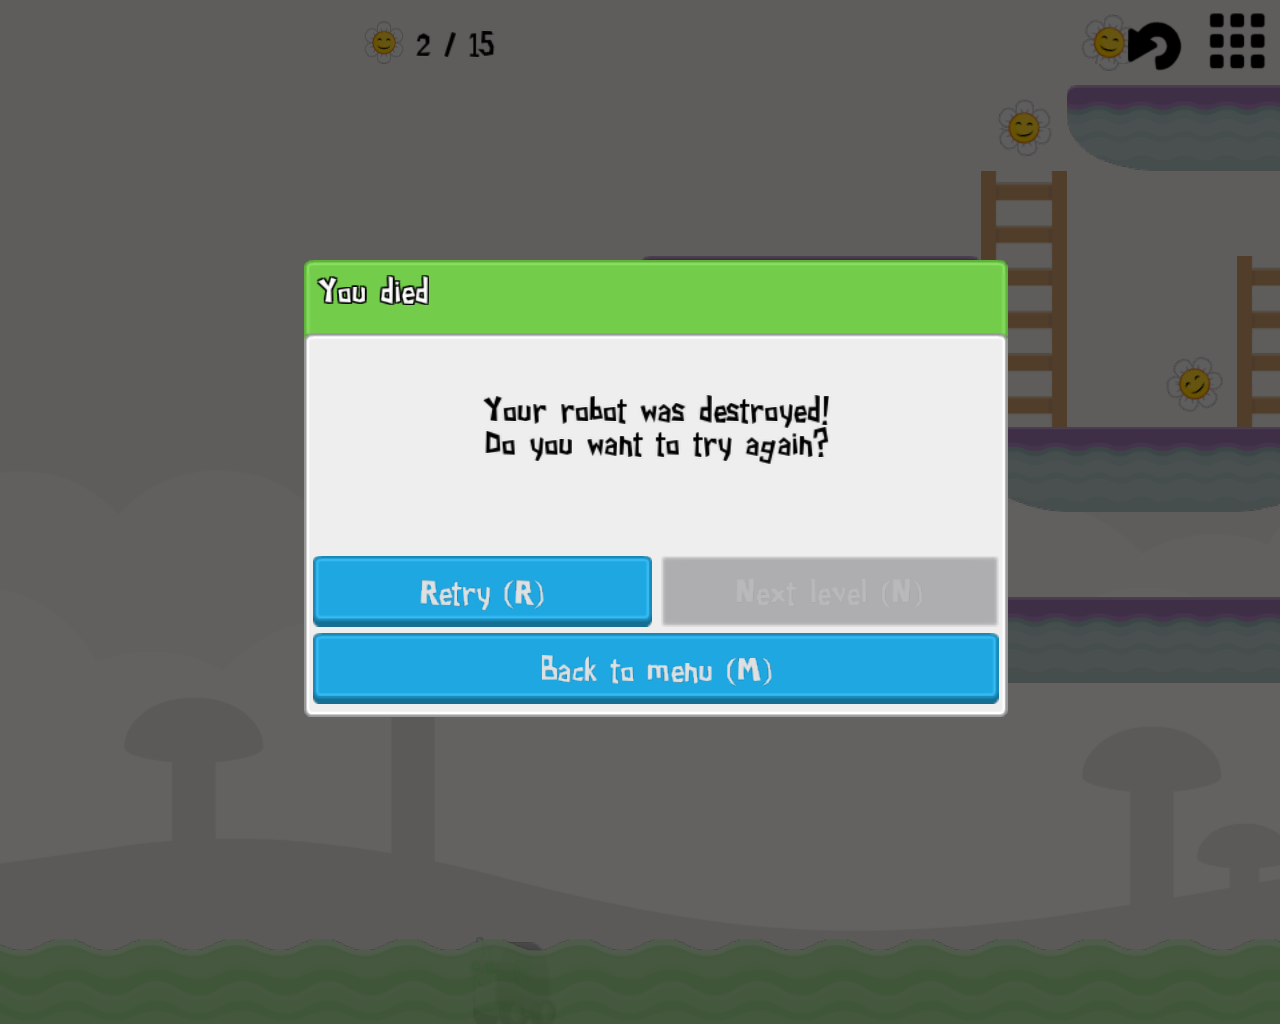 2 / 15
You died
Your robot was destroyed!
Do you want to try again?
Retry (R)
Next level (N)
Back to menu (M)